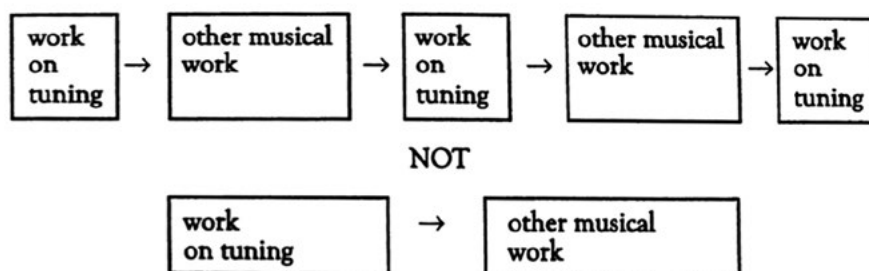 work
on
tuning
→
other musical
work
→
work
on
tuning
→
other musical
work
→
work
on
tuning
NOT
work
on tuning
→
other musical
work